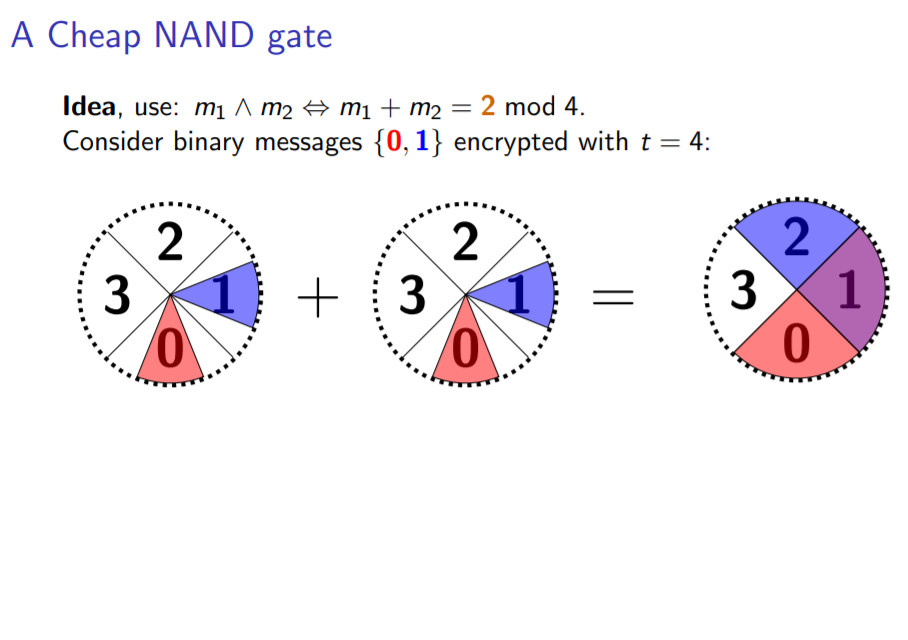 A Cheap NAND gate
Idea, use: m₁ ∧ m₂ ⇔ m₁ + m₂ = 2 mod 4.
Consider binary messages {0, 1} encrypted with t = 4:
2 2 2
3 1 + 3 1 = 3 1
0 0 0